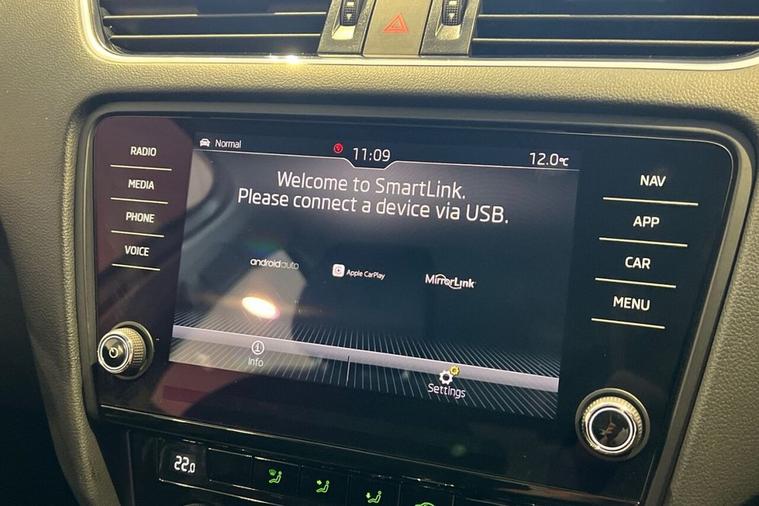 Normal
11:09
12.0°C
RADIO
MEDIA
PHONE
VOICE
Welcome to SmartLink.
Please connect a device via USB.
androidauto
Apple CarPlay
MirrorLink
Info
Settings
NAV
APP
CAR
MENU
22.0